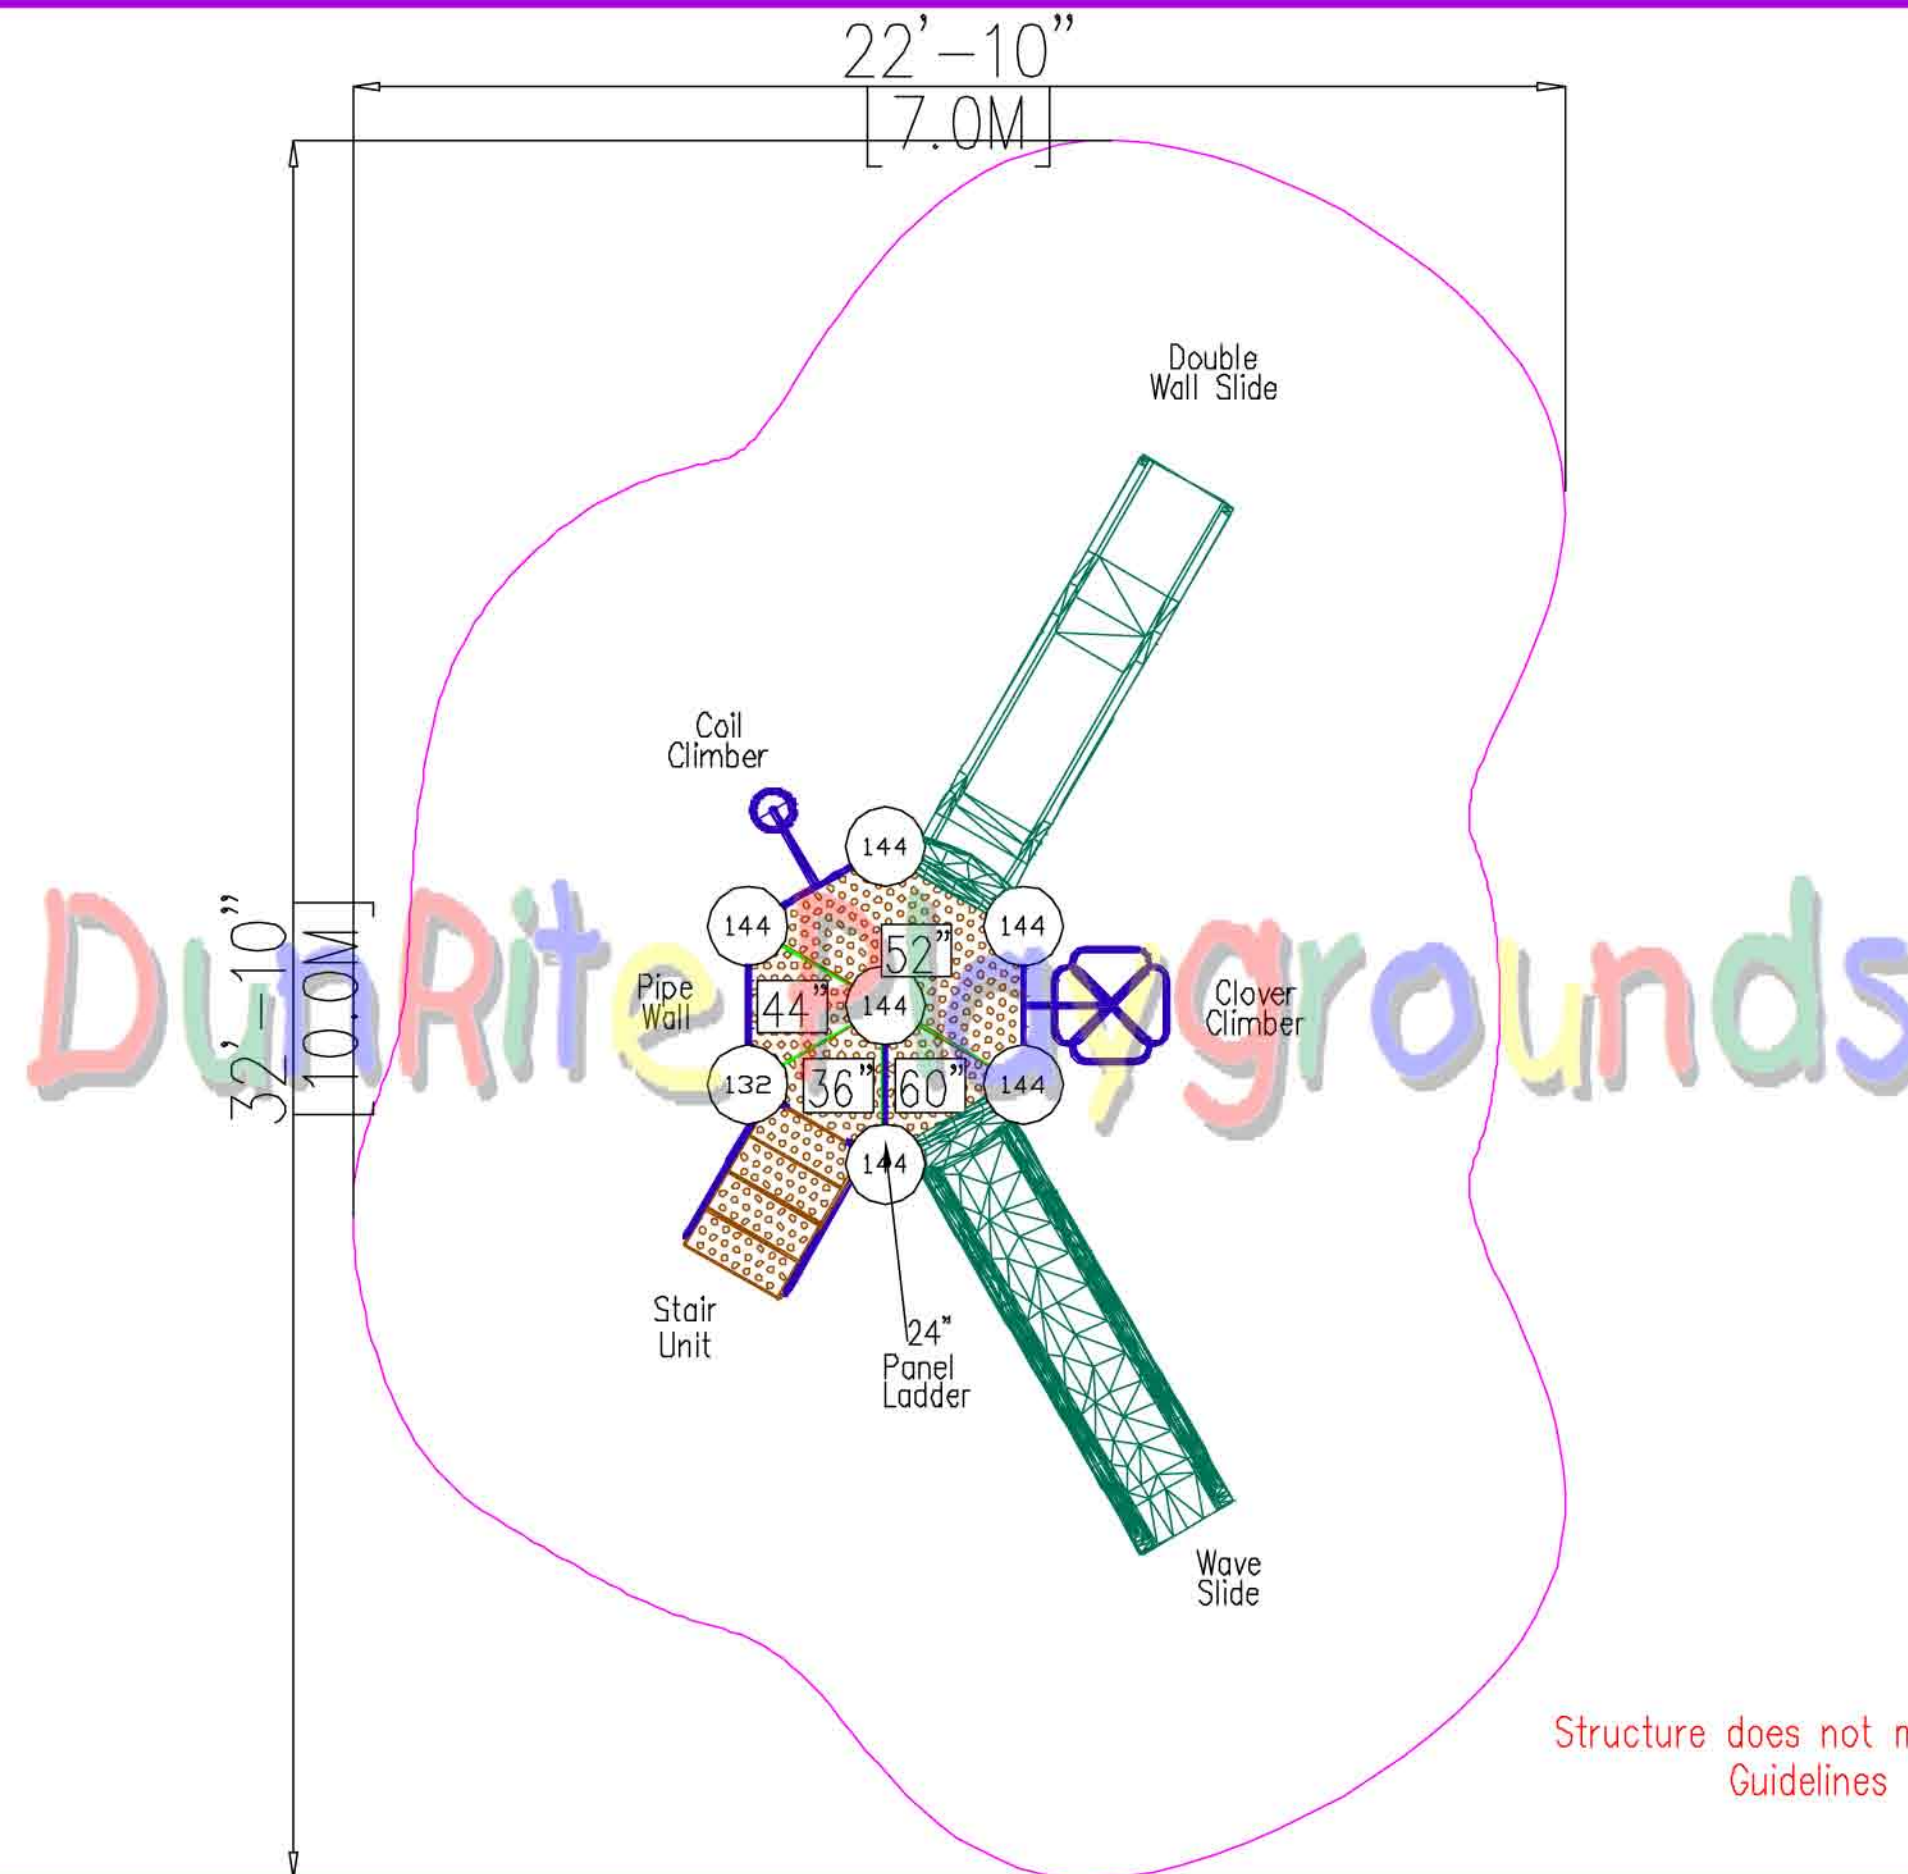 22'-10"
[7.0M]
Double
Wall Slide
Coil
Climber
144
144
144
32'-10"
[10.0M]
DunRite Playgrounds
52"
Pipe
Wall
44"
144
Clover
Climber
132
36"
60"
144
144
Stair
Unit
24"
Panel
Ladder
Wave
Slide
Structure does not
Guidelines